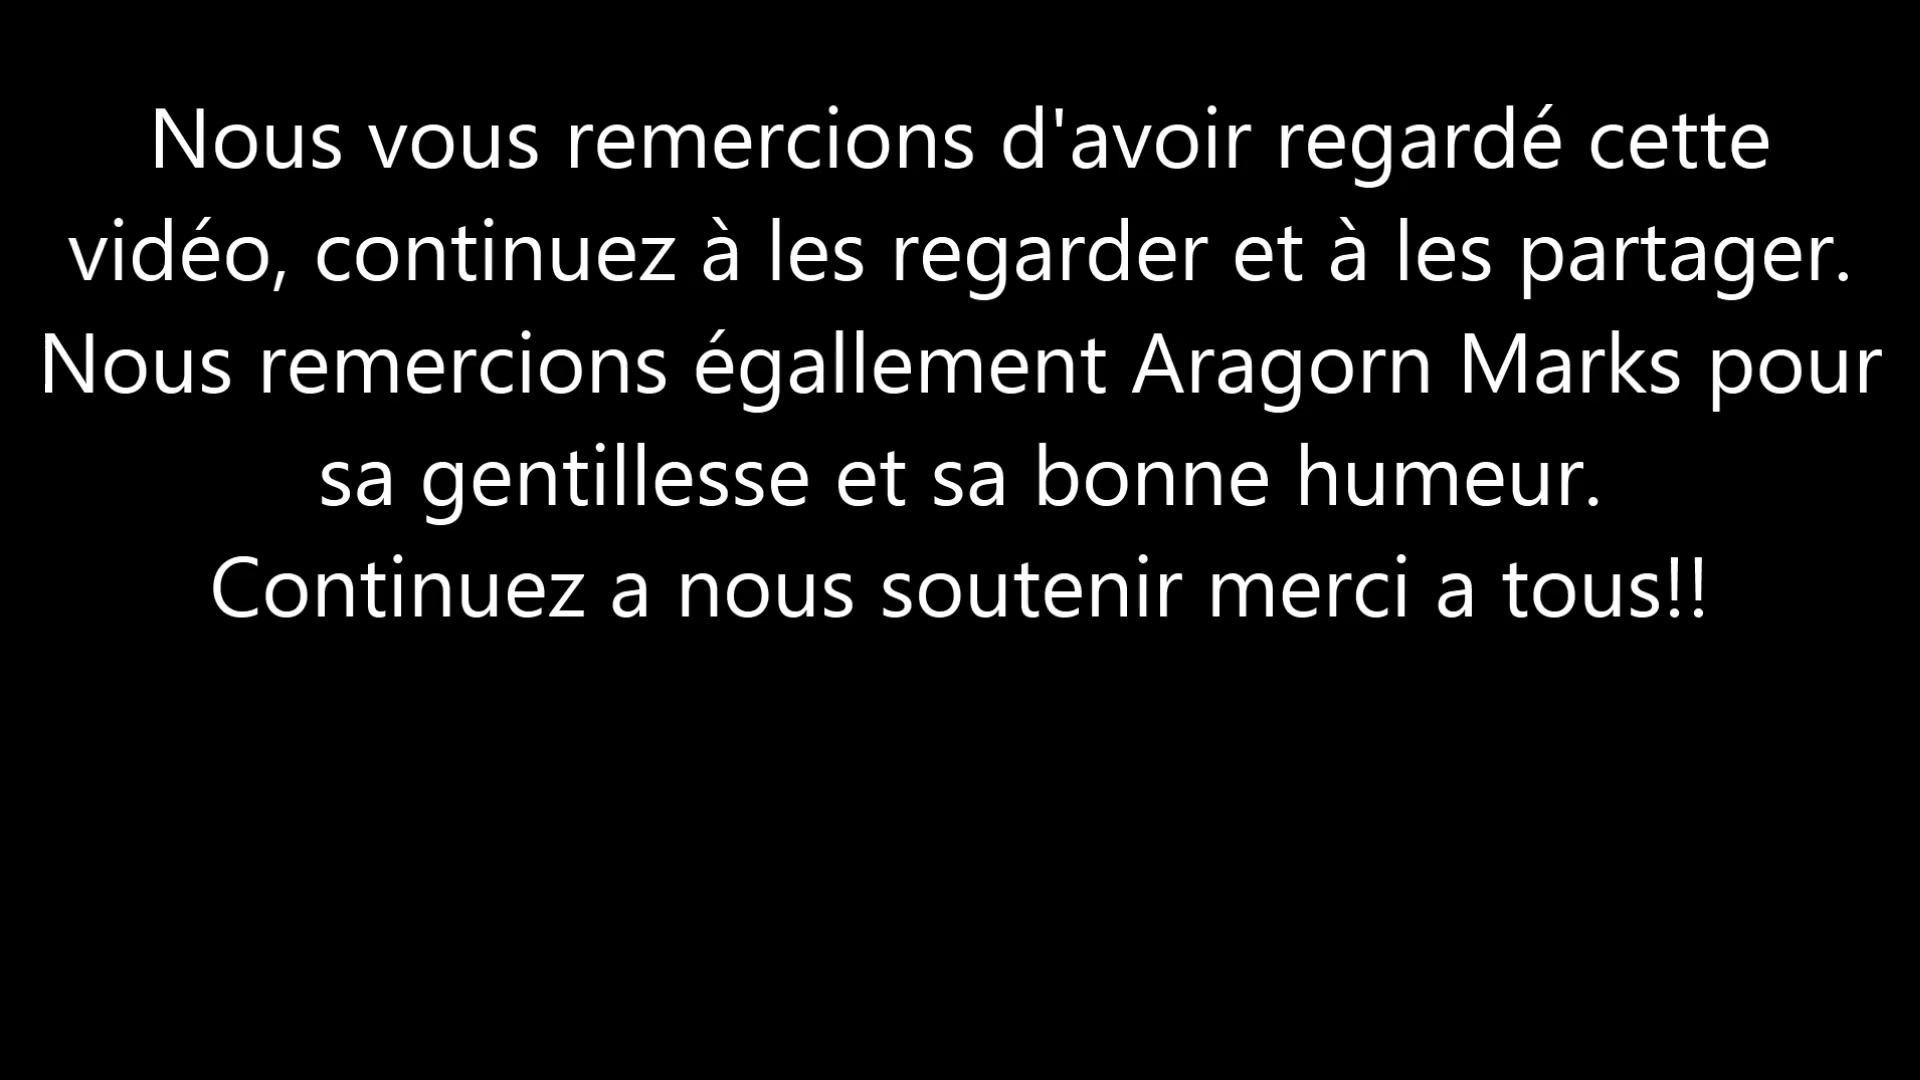 Nous vous remercions d'avoir regardé cette
vidéo, continuez à les regarder et à les partager.
Nous remercions égallement Aragorn Marks pour
sa gentillesse et sa bonne humeur.
Continuez a nous soutenir merci a tous!!